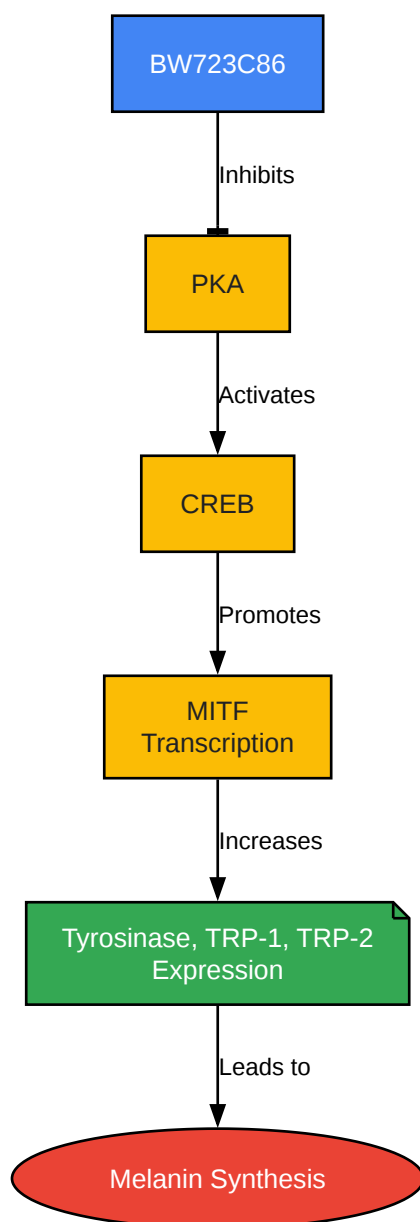 BW723C86
Inhibits
PKA
Activates
CREB
Promotes
MITF
Transcription
Increases
Tyrosinase, TRP-1, TRP-2
Expression
Leads to
Melanin Synthesis